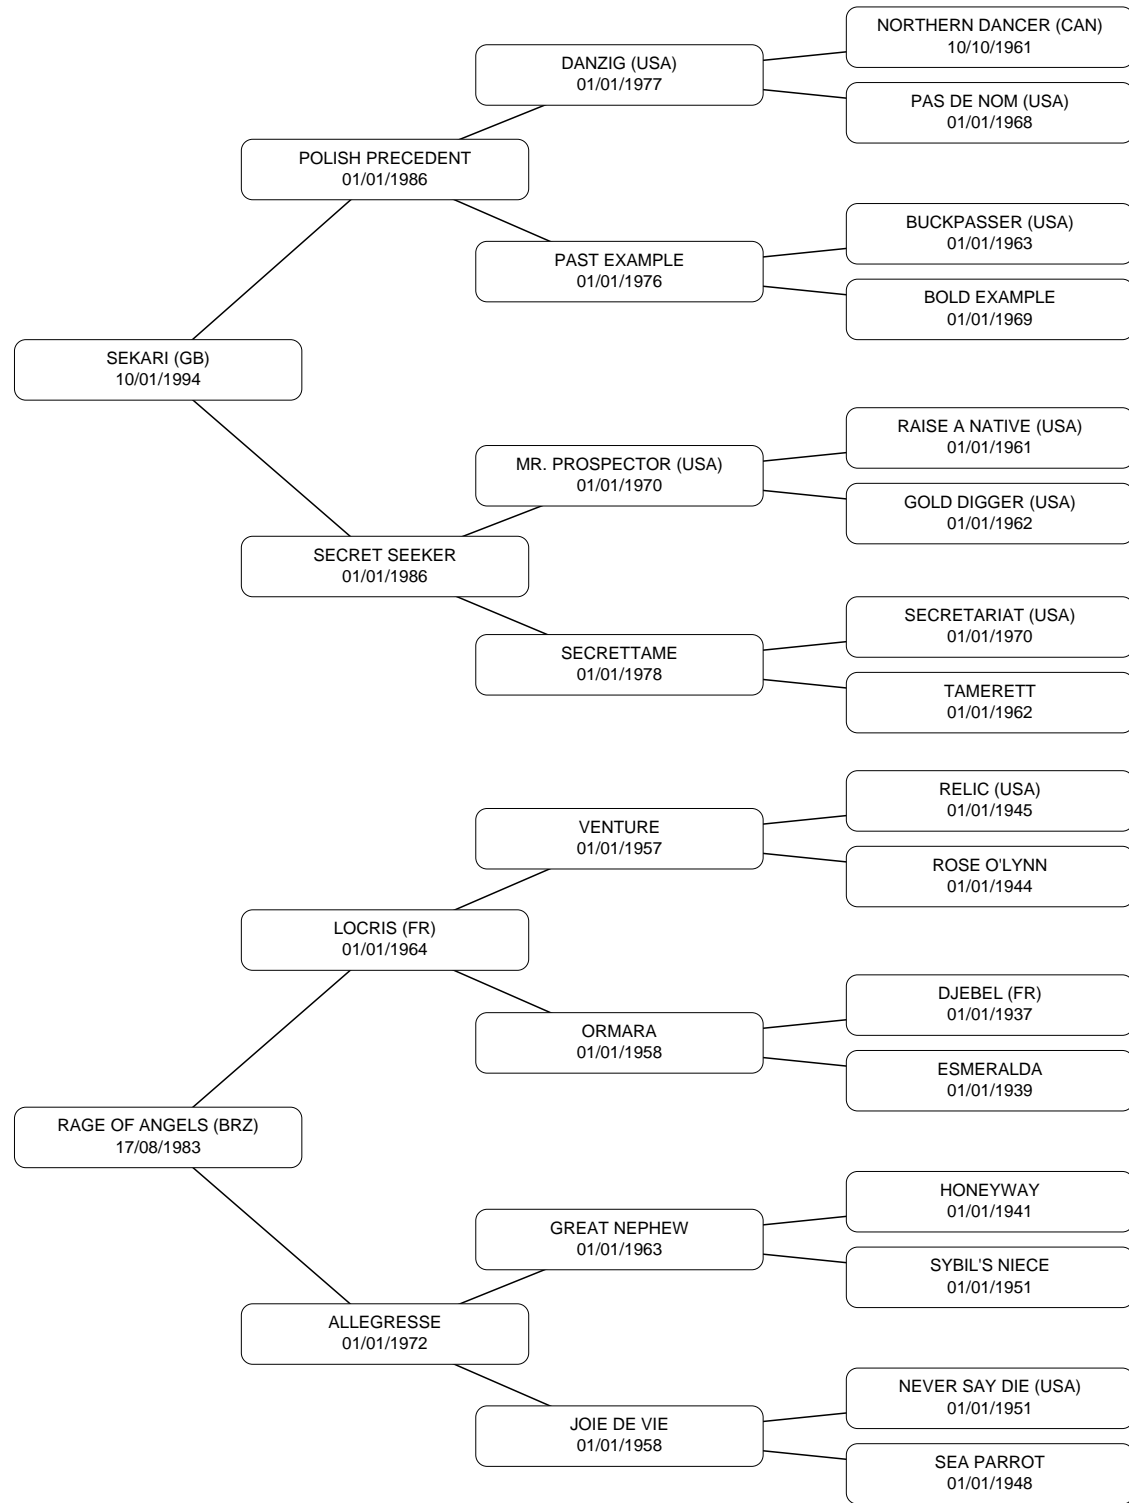 NORTHERN DANCER (CAN)
10/10/1961
DANZIG (USA)
01/01/1977
PAS DE NOM (USA)
01/01/1968
POLISH PRECEDENT
01/01/1986
BUCKPASSER (USA)
01/01/1963
PAST EXAMPLE
01/01/1976
BOLD EXAMPLE
01/01/1969
SEKARI (GB)
10/01/1994
RAISE A NATIVE (USA)
01/01/1961
MR. PROSPECTOR (USA)
01/01/1970
GOLD DIGGER (USA)
01/01/1962
SECRET SEEKER
01/01/1986
SECRETARIAT (USA)
01/01/1970
SECRETTAME
01/01/1978
TAMERETT
01/01/1962
RELIC (USA)
01/01/1945
VENTURE
01/01/1957
ROSE O'LYNN
01/01/1944
LOCRIS (FR)
01/01/1964
DJEBEL (FR)
01/01/1937
ORMARA
01/01/1958
ESMERALDA
01/01/1939
RAGE OF ANGELS (BRZ)
17/08/1983
HONEYWAY
01/01/1941
GREAT NEPHEW
01/01/1963
SYBIL'S NIECE
01/01/1951
ALLEGRESSE
01/01/1972
NEVER SAY DIE (USA)
01/01/1951
JOIE DE VIE
01/01/1958
SEA PARROT
01/01/1948